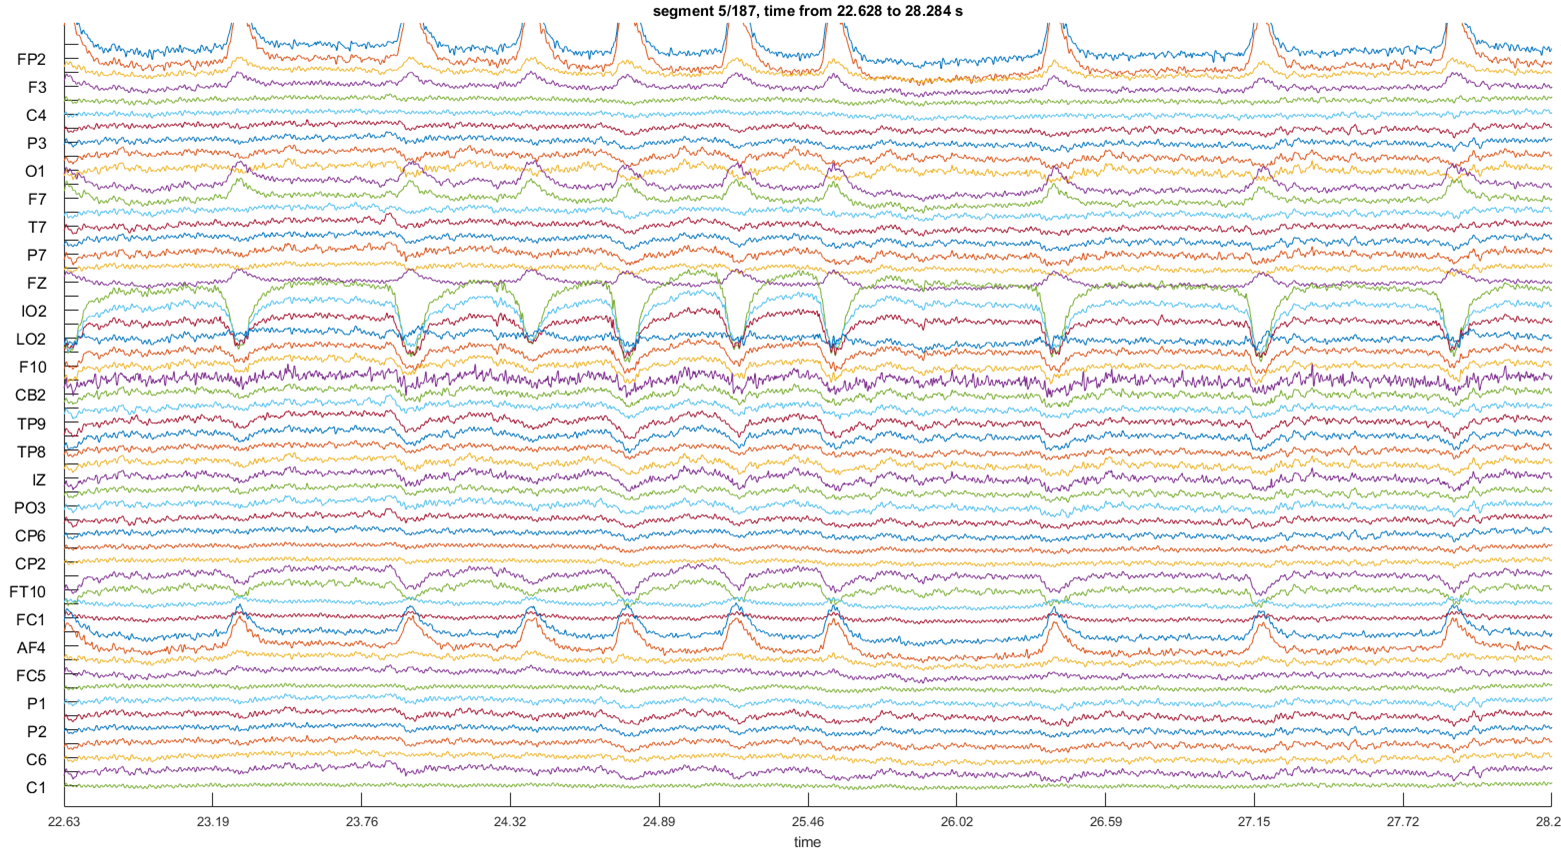 segment 5/187, time from 22.628 to 28.284 s
FP2
F3
C4
P3
O1
F7
T7
P7
FZ
IO2
LO2
F10
CB2
TP9
TP8
IZ
PO3
CP6
CP2
FT10
FC1
AF4
FC5
P1
P2
C6
C1
22.63 23.19 23.76 24.32 24.89 25.46 26.02 26.59 27.15 27.72 28.2
time